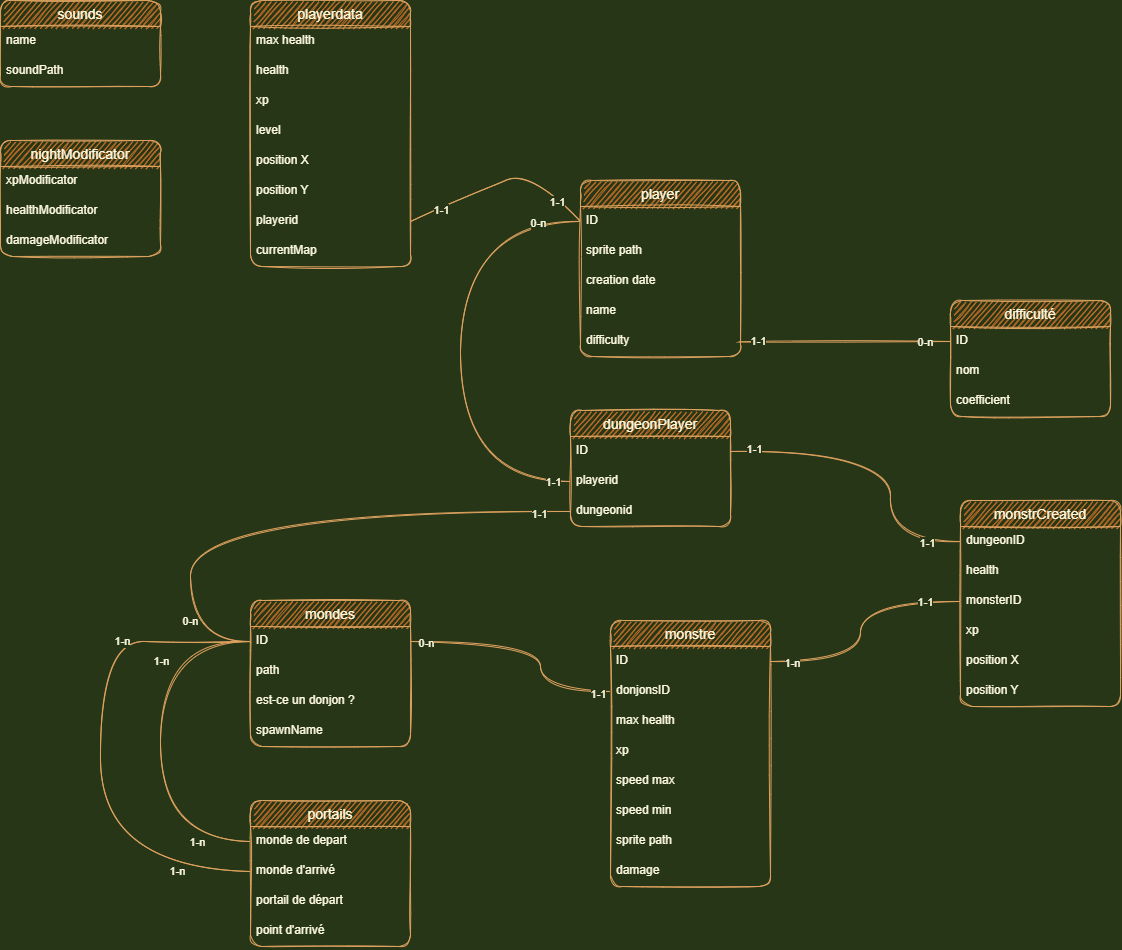 sounds
name
soundPath
nightModificator
xpModificator
healthModificator
damageModificator
playerdata
max health
health
xp
level
position X
position Y
playerid
currentMap
1-1
1-1
0-n
player
ID
sprite path
creation date
name
difficulty
1-1
0-n
difficulté
ID
nom
coefficient
dungeonPlayer
ID
playerid
dungeonid
1-1
1-1
1-1
1-1
1-1
monstrCreated
dungeonID
health
monsterID
xp
position X
position Y
0-n
1-n
1-n
mondes
ID
path
est-ce un donjon ?
spawnName
0-n
1-1
1-n
monstre
ID
donjonsID
max health
xp
speed max
speed min
sprite path
damage
1-n
1-n
portails
monde de depart
monde d'arrivé
portail de départ
point d'arrivé